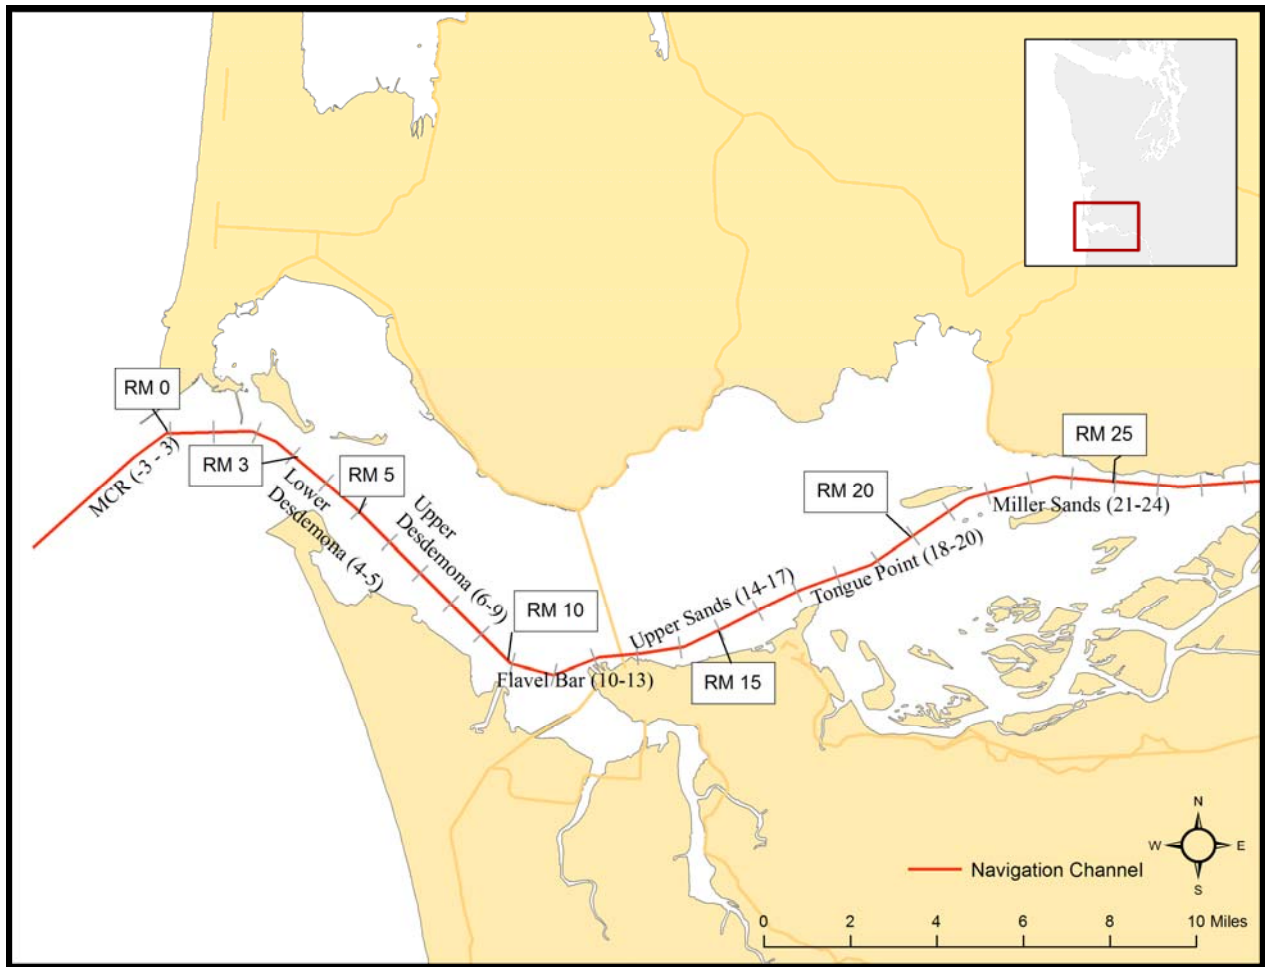 RM 0
MCR (-3 - 3)
RM 3
Lower
Desdemona (4-5)
RM 5
Upper
Desdemona (6-9)
RM 10
Flavel/Bar (10-13)
Upper Sands (14-17)
RM 15
Tongue Point (18-20)
RM 20
Miller Sands (21-24)
RM 25
N
W E
S
Navigation Channel
0 2 4 6 8 10 Miles